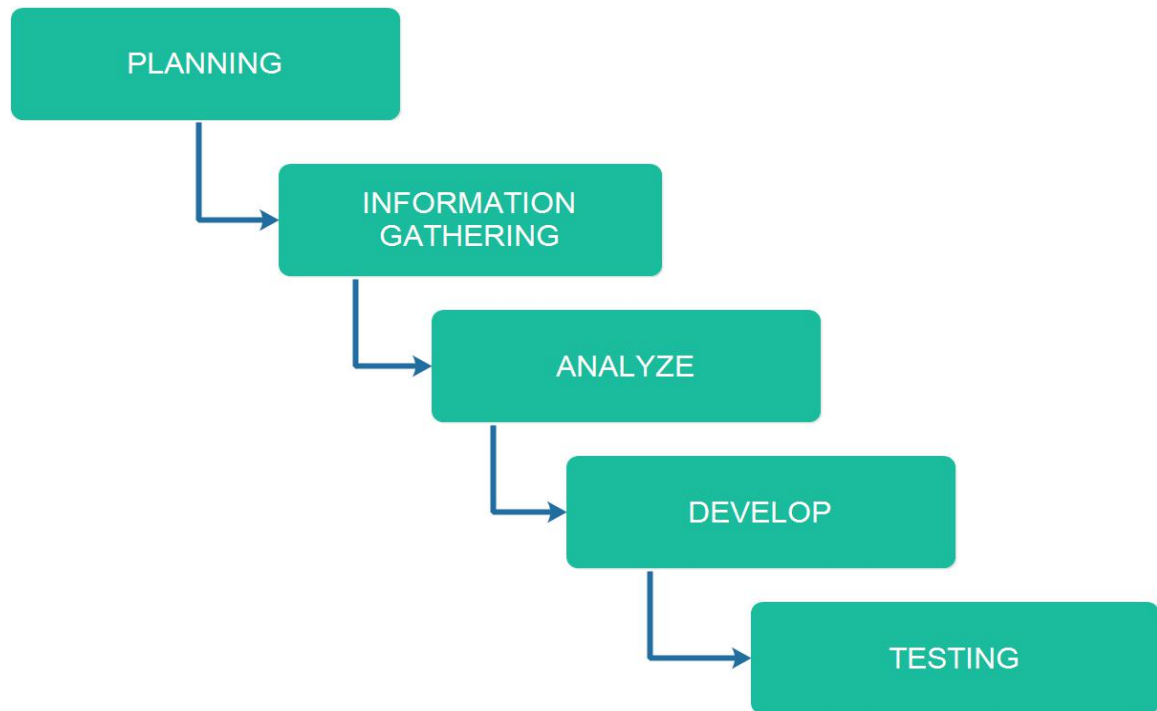 PLANNING
INFORMATION
GATHERING
ANALYZE
DEVELOP
TESTING